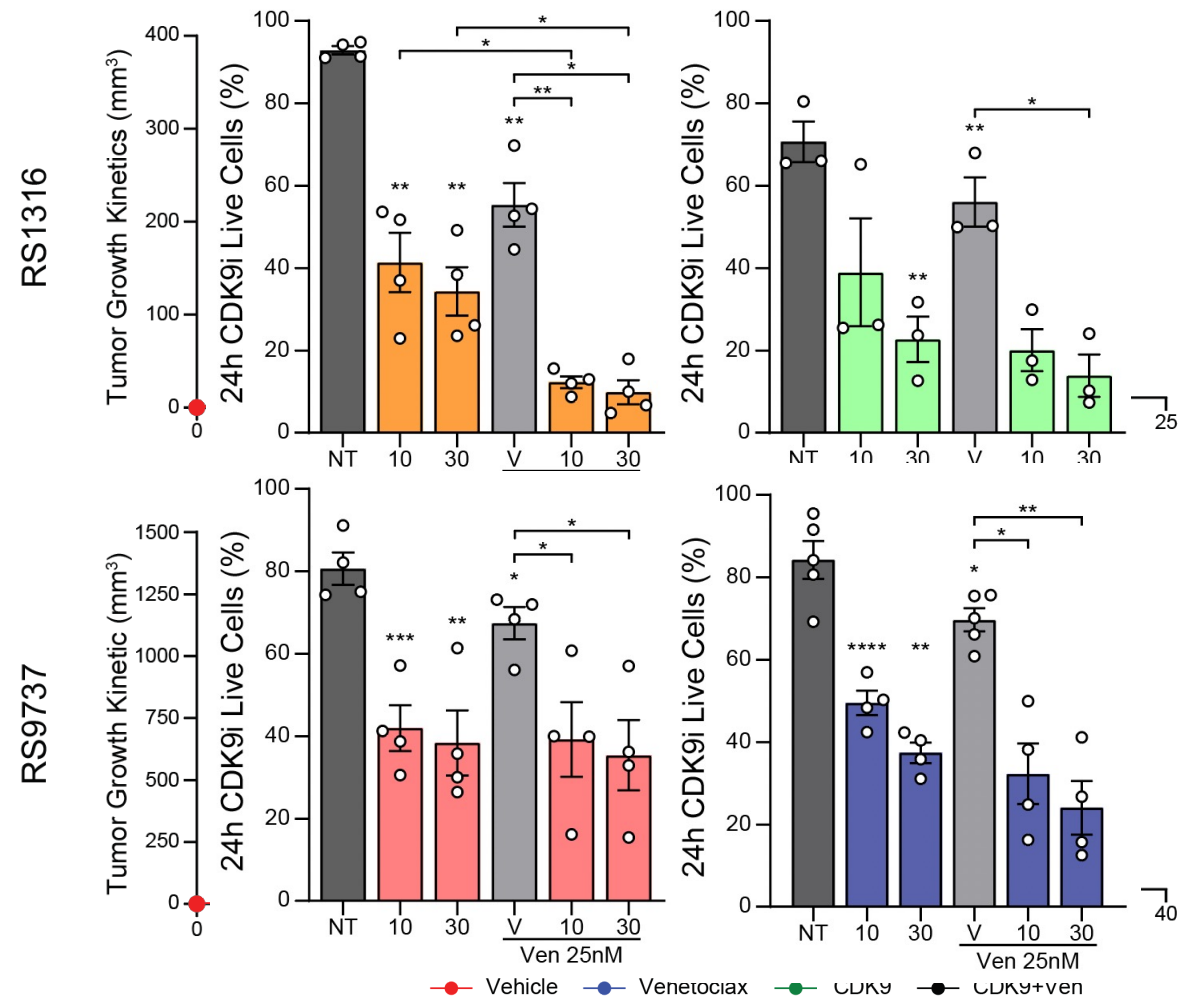 RS1316
Tumor Growth Kinetics (mm3)
400
300
200
100
0
0
24h CDK9i Live Cells (%)
100
80
60
40
20
0
** ** ** ** * * *
NT 10 30 V 10 30
24h CDK9i Live Cells (%)
100
80
60
40
20
0
** ** *
NT 10 30 V 10 30
25
RS9737
Tumor Growth Kinetic (mm3)
1500
1250
1000
750
500
250
0
0
24h CDK9i Live Cells (%)
100
80
60
40
20
0
*** ** * * *
NT 10 30 V 10 30
Ven 25nM
24h CDK9i Live Cells (%)
100
80
60
40
20
0
**** ** * * **
NT 10 30 V 10 30
Ven 25nM
40
Vehicle Venetoclax CDK9 CDK9+Ven